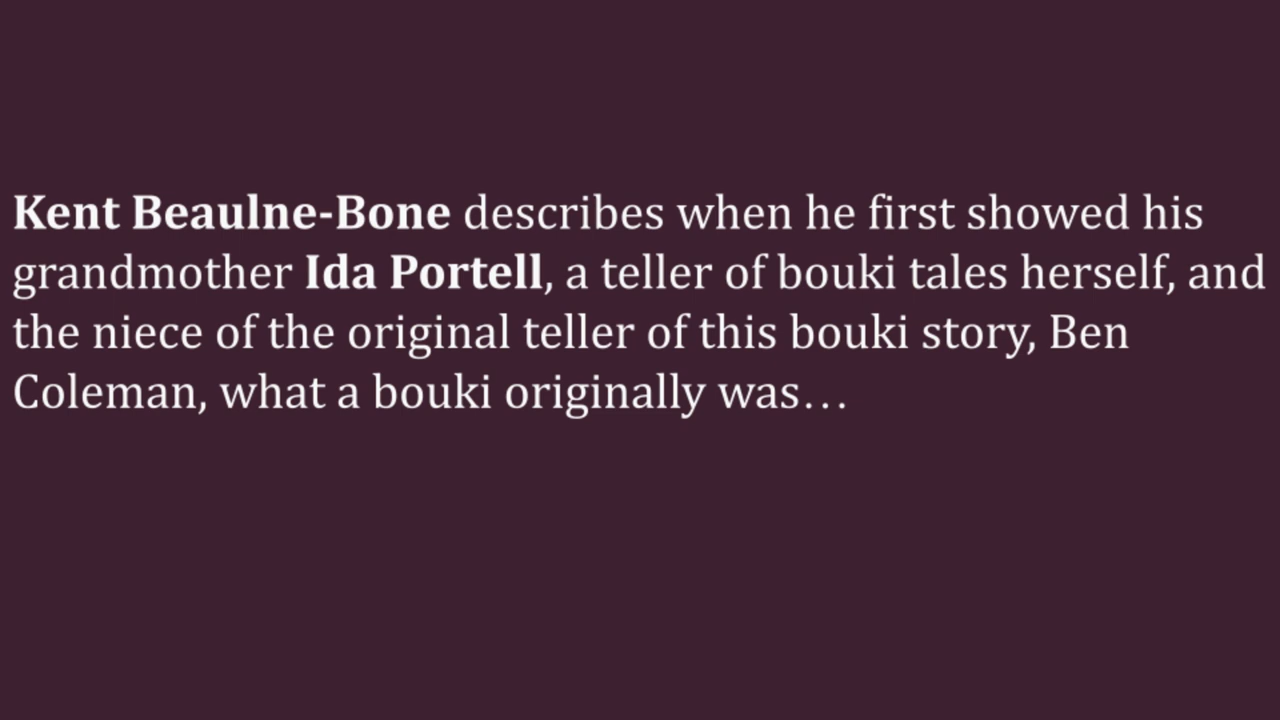 Kent Beaulne-Bone describes when he first showed his
grandmother Ida Portell, a teller of bouki tales herself, and
the niece of the original teller of this bouki story, Ben
Coleman, what a bouki originally was…